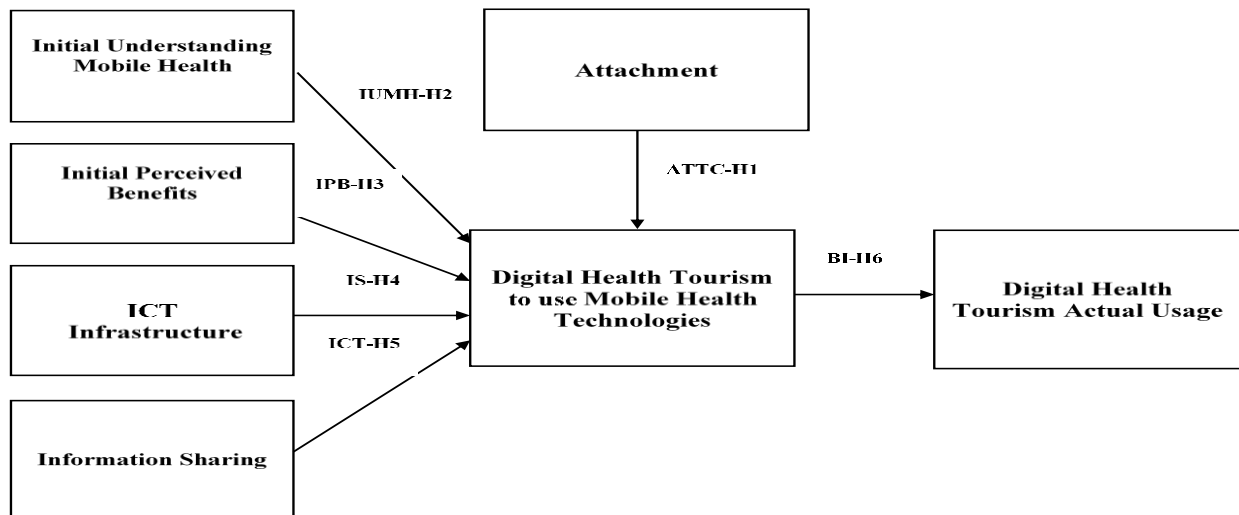 Initial Understanding
Mobile Health
Attachment
IUMH-H2
Initial Perceived
Benefits
IPB-H3
ATTC-H1
ICT
Infrastructure
IS-H4
ICT-H5
Digital Health Tourism
to use Mobile Health
Technologies
BI-H6
Digital Health
Tourism Actual Usage
Information Sharing